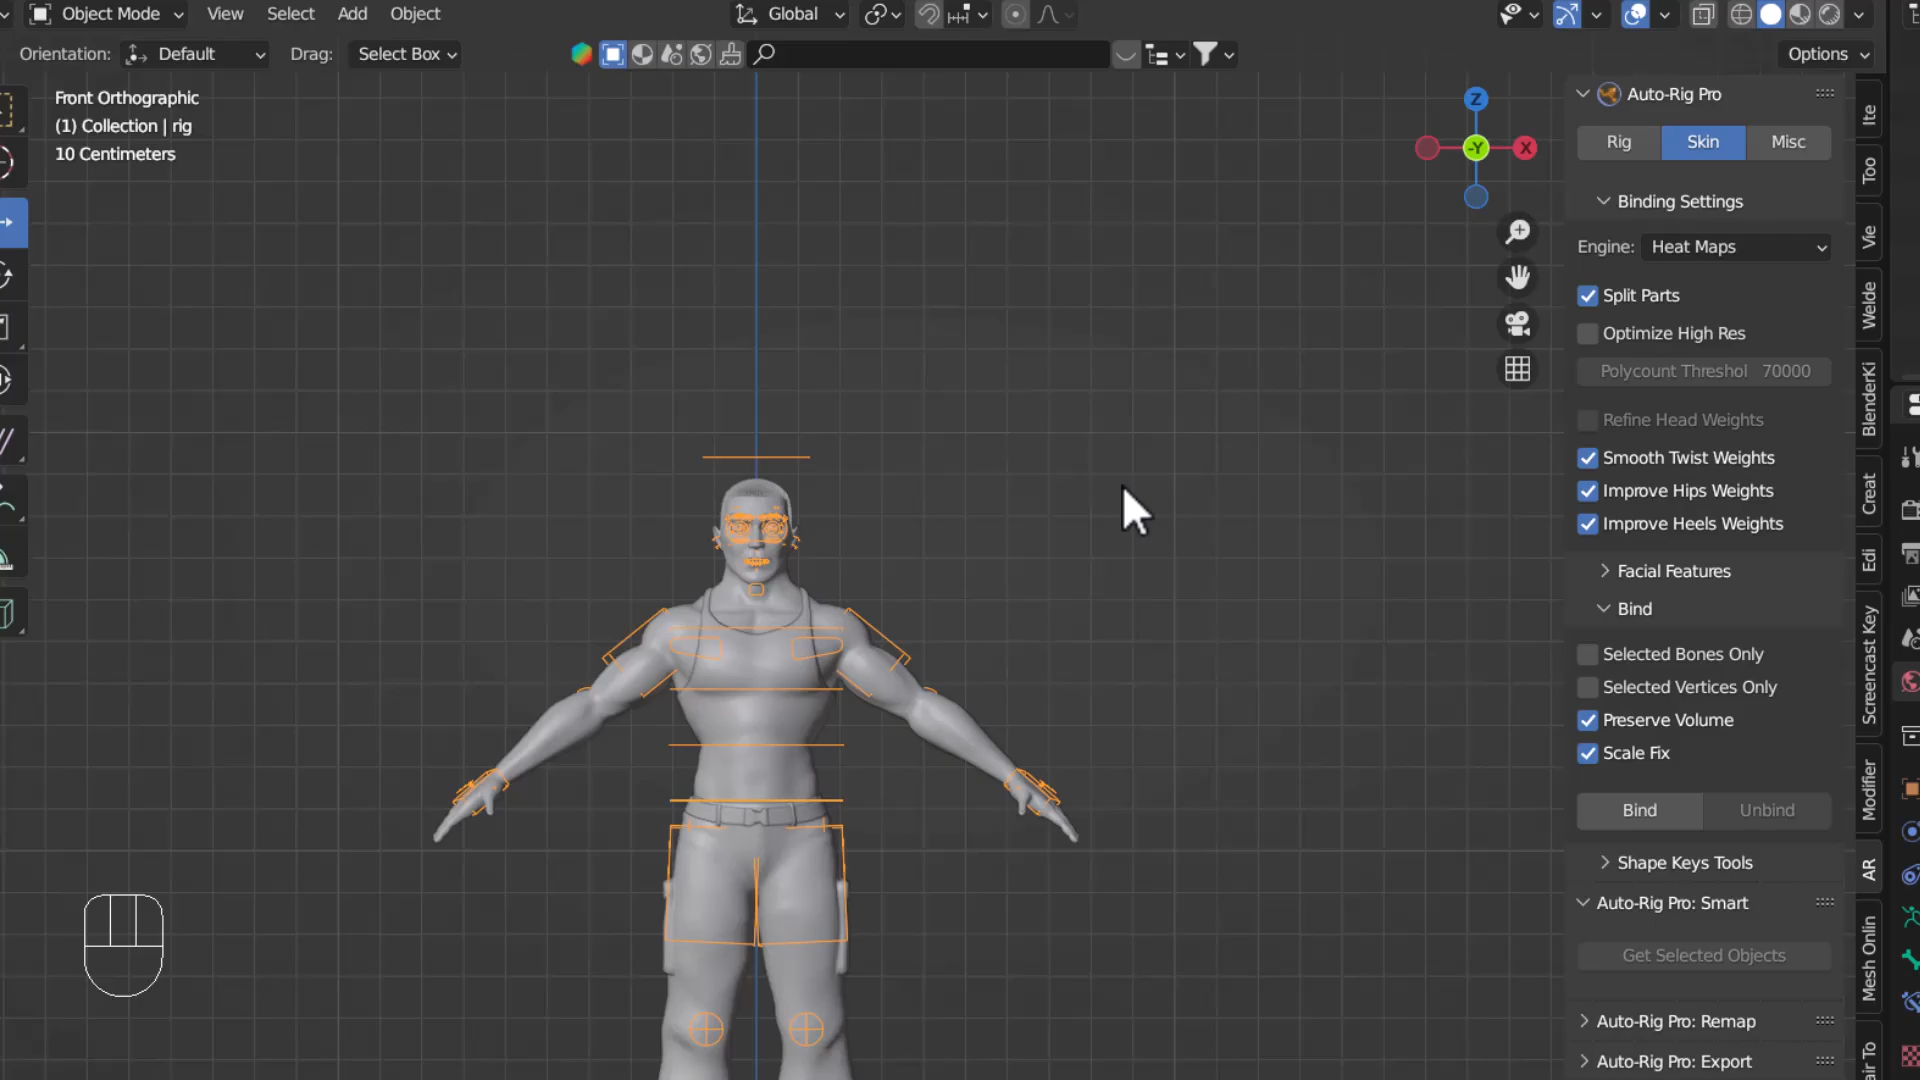 Object Mode View Select Add Object Global
Orientation: Default Drag: Select Box Options
Front Orthographic
(1) Collection | rig
10 Centimeters
Z
-Y
X
Auto-Rig Pro
Rig Skin Misc
Binding Settings
Engine: Heat Maps
Split Parts
Optimize High Res
Polycount Threshol 70000
Refine Head Weights
Smooth Twist Weights
Improve Hips Weights
Improve Heels Weights
Facial Features
Bind
Selected Bones Only
Selected Vertices Only
Preserve Volume
Scale Fix
Bind Unbind
Shape Keys Tools
Auto-Rig Pro: Smart
Get Selected Objects
Auto-Rig Pro: Remap
Auto-Rig Pro: Export
Ite
Too
Vie
Welde
BlenderKi
Creat
Edi
Screencast Key
Modifier
AR
Mesh Onlin
air To